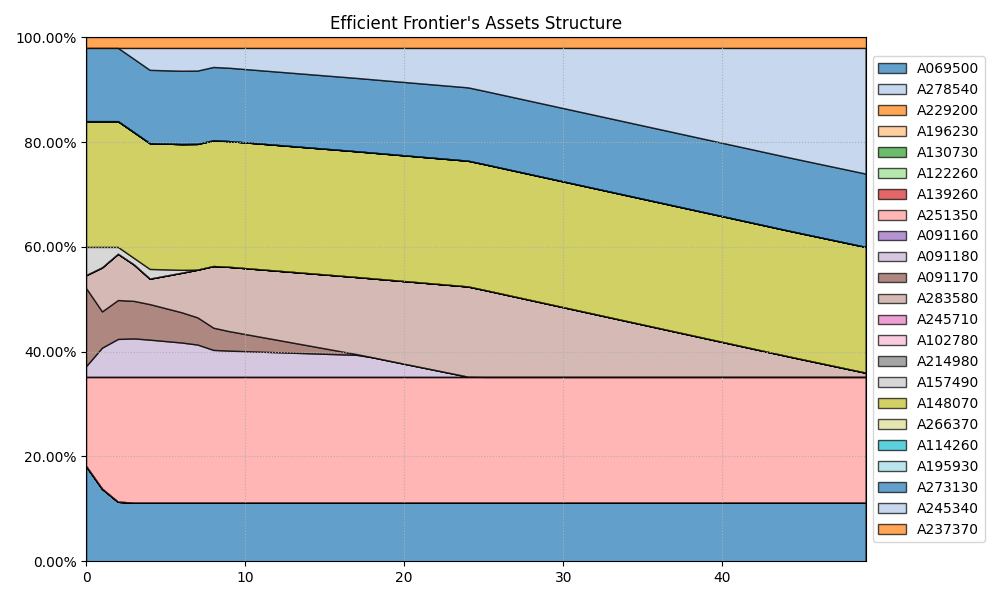 Efficient Frontier's Assets Structure
100.00%
80.00%
60.00%
40.00%
20.00%
0.00%
0
10
20
30
40
A069500
A278540
A229200
A196230
A130730
A122260
A139260
A251350
A091160
A091180
A091170
A283580
A245710
A102780
A214980
A157490
A148070
A266370
A114260
A195930
A273130
A245340
A237370